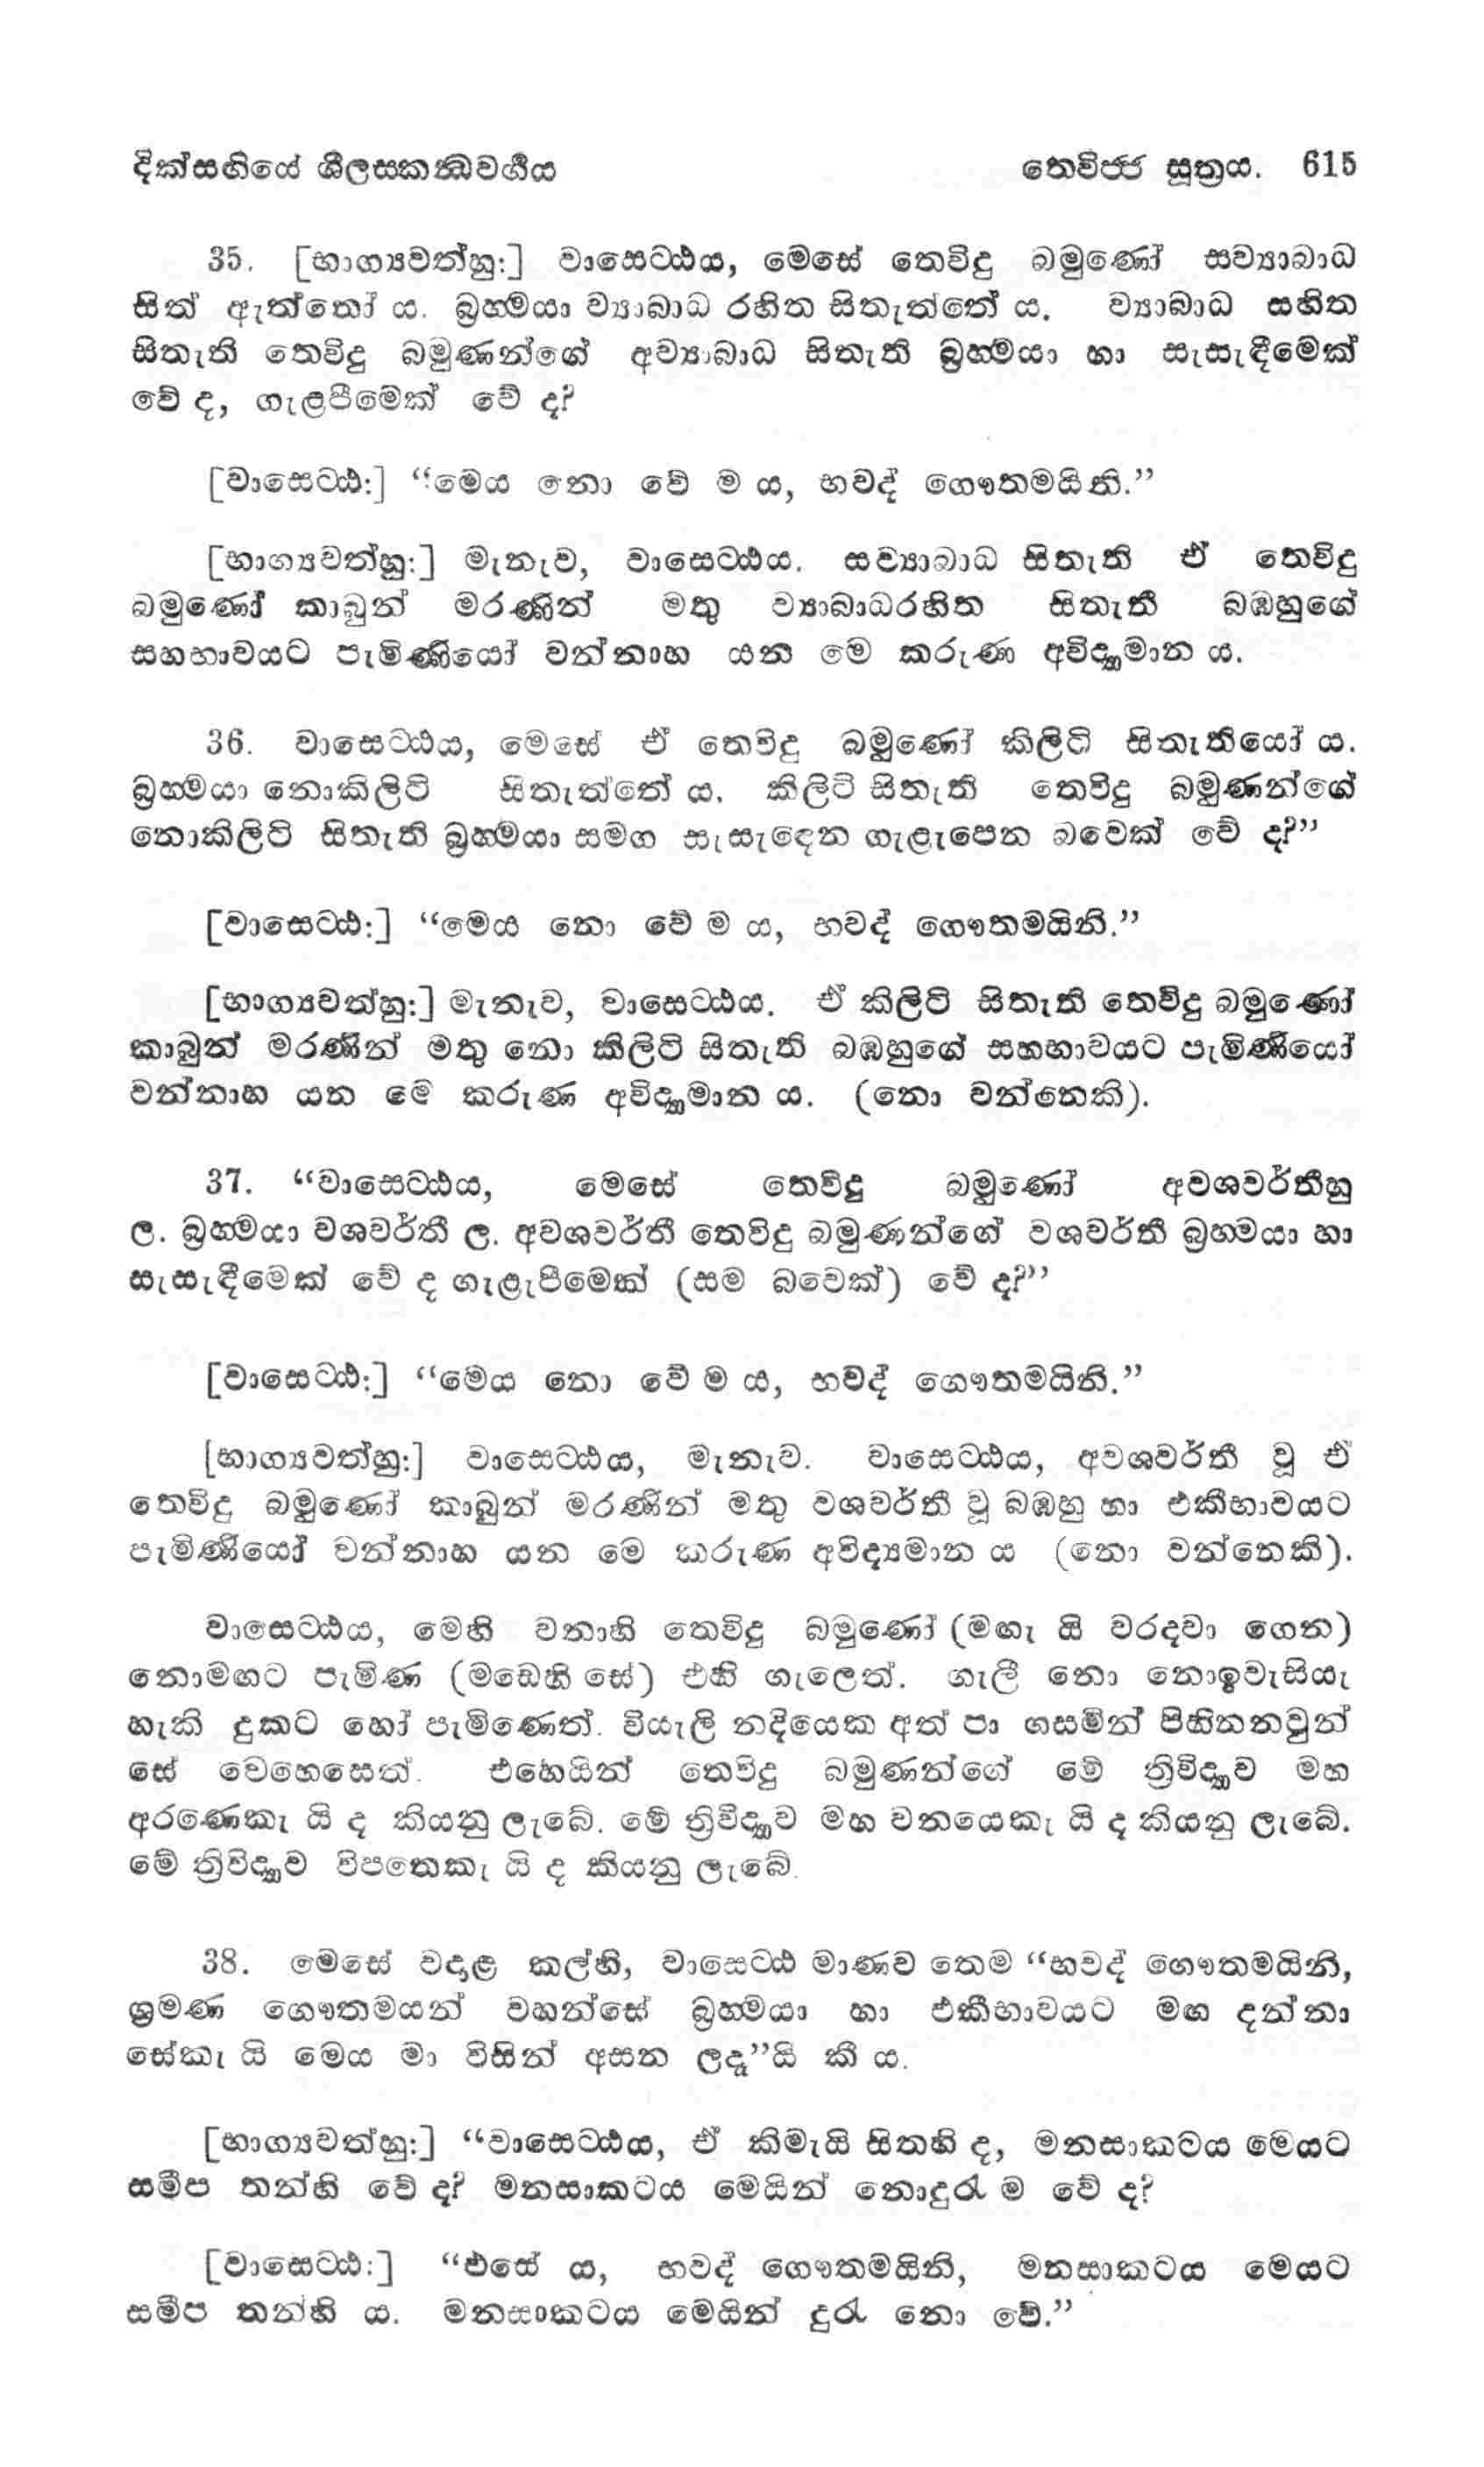 දික්සඟියේ ශීලසකන්ධවර්ගය තෙවිජ්ජ සූත්‍රය. 615
35. [භාග්‍යවත්හු:] වාසෙට්ඨය, මෙසේ තෙවිදු බමුණෝ සව්‍යාබාධ
සිත් ඇත්තෝ ය. බ්‍රහ්මයා ව්‍යාබාධ රහිත සිතැත්තේ ය. ව්‍යාබාධ සහිත
සිතැති තෙවිදු බමුණන්ගේ අව්‍යාබාධ සිතැති බ්‍රහ්මයා හා සැසැඳීමෙක්
වේ ද, ගැළපීමෙක් වේ ද?
[වාසෙට්ඨ:] “මෙය නො වේ ම ය, භවද් ගෞතමයිනි.”
[භාග්‍යවත්හු:] මැනැව, වාසෙට්ඨය. සව්‍යාබාධ සිතැති ඒ තෙවිදු
බමුණෝ කාබුන් මරණින් මතු ව්‍යාබාධරහිත සිතැති බඹහුගේ
සහභාවයට පැමිණියෝ වන්නාහ යන මේ කරුණ අවිද්‍යමාන ය.
36. වාසෙට්ඨය, මෙසේ ඒ තෙවිදු බමුණෝ කිලිටි සිතැතියෝ ය.
බ්‍රහ්මයා නොකිලිටි සිතැත්තේ ය. කිලිටි සිතැති තෙවිදු බමුණන්ගේ
නොකිලිටි සිතැති බ්‍රහ්මයා සමග සැසැඳෙන ගැළැපෙන බවෙක් වේ ද?”
[වාසෙට්ඨ:] “මෙය නො වේ ම ය, භවද් ගෞතමයිනි.”
[භාග්‍යවත්හු:] මැනැව, වාසෙට්ඨය. ඒ කිලිටි සිතැති තෙවිදු බමුණෝ
කාබුන් මරණින් මතු නො කිලිටි සිතැති බඹහුගේ සහභාවයට පැමිණියෝ
වන්නාහ යන මේ කරුණ අවිද්‍යමාන ය. (නො වන්නෙකි).
37. “වාසෙට්ඨය, මෙසේ තෙවිදු බමුණෝ අවශවර්තීහු
ල. බ්‍රහ්මයා වශවර්තී ල. අවශවර්තී තෙවිදු බමුණන්ගේ වශවර්තී බ්‍රහ්මයා හා
සැසැඳීමෙක් වේ ද ගැළැපීමෙක් (සම බවෙක්) වේ ද?”
[වාසෙට්ඨ:] “මෙය නො වේ ම ය, භවද් ගෞතමයිනි.”
[භාග්‍යවත්හු:] වාසෙට්ඨය, මැනැව. වාසෙට්ඨය, අවශවර්තී වූ ඒ
තෙවිදු බමුණෝ කාබුන් මරණින් මතු වශවර්තී වූ බඹහු හා එකීභාවයට
පැමිණියෝ වන්නාහ යන මේ කරුණ අවිද්‍යමාන ය (නො වන්නෙකි).
වාසෙට්ඨය, මෙහි වනාහි තෙවිදු බමුණෝ (මඟැ යි වරදවා ගෙන)
නොමඟට පැමිණ (මඩෙහි සේ) එහි ගැලෙත්. ගැලී නො නොඉවැසියැ
හැකි දුකට හෝ පැමිණෙත්. වියැලි නදියෙක අත් පා ගසමින් පිහිනනවුන්
සේ වෙහෙසෙත්. එහෙයින් තෙවිදු බමුණන්ගේ මේ ත්‍රිවිද්‍යාව මහ
අරණෙකැ යි ද කියනු ලැබේ. මේ ත්‍රිවිද්‍යාව මහ වනයෙකැ යි ද කියනු ලැබේ.
මේ ත්‍රිවිද්‍යාව විපතෙකැ යි ද කියනු ලැබේ.
38. මෙසේ වදාළ කල්හි, වාසෙට්ඨ මාණව තෙම “භවද් ගෞතමයිනි,
ශ්‍රමණ ගෞතමයන් වහන්සේ බ්‍රහ්මයා හා එකීභාවයට මඟ දන්නා
සේකැ යි මෙය මා විසින් අසන ලදැ”යි කී ය.
[භාග්‍යවත්හු:] “වාසෙට්ඨය, ඒ කිමැයි සිතහි ද, මනසාකටය මෙයට
සමීප තන්හි වේ ද? මනසාකටය මෙයින් නොදුරු ම වේ ද?
[වාසෙට්ඨ:] “එසේ ය, භවද් ගෞතමයිනි, මනසාකටය මෙයට
සමීප තන්හි ය. මනසාකටය මෙයින් දුරු නො වේ.”